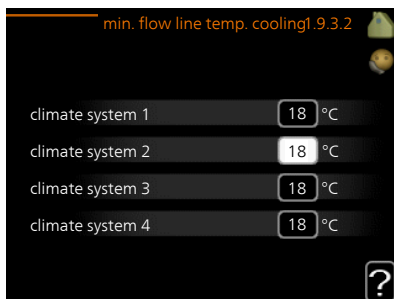 min. flow line temp. cooling1.9.3.2
climate system 1 18 °C
climate system 2 18 °C
climate system 3 18 °C
climate system 4 18 °C
?